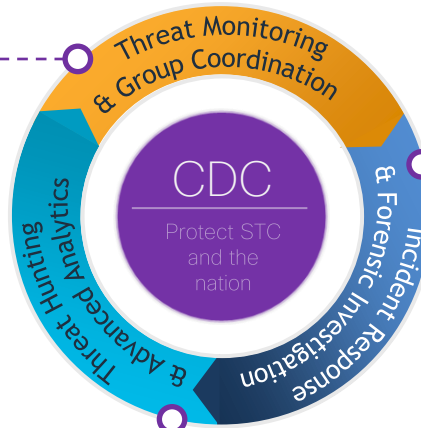 Threat Monitoring
& Group Coordination
CDC
Protect STC
and the
nation
Incident Response
& Forensic Investigation
Threat Hunting
& Advanced Analytics